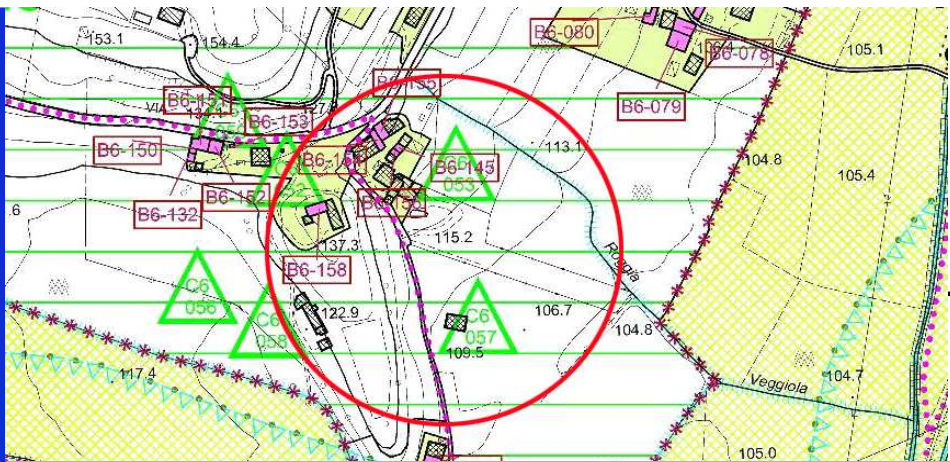 153.1
154.4
B6-080
B6-078
105.1
B6-155
B6-079
VIA
B6-153
B6-150
113.1
104.8
B6-145
C6
053
105.4
B6-152
.6
B6-132
115.2
137.3
B6-158
Roggia
C6
056
122.9
C6
058
C6
057
106.7
104.8
109.5
117.4
Veggiola
104.7
105.0